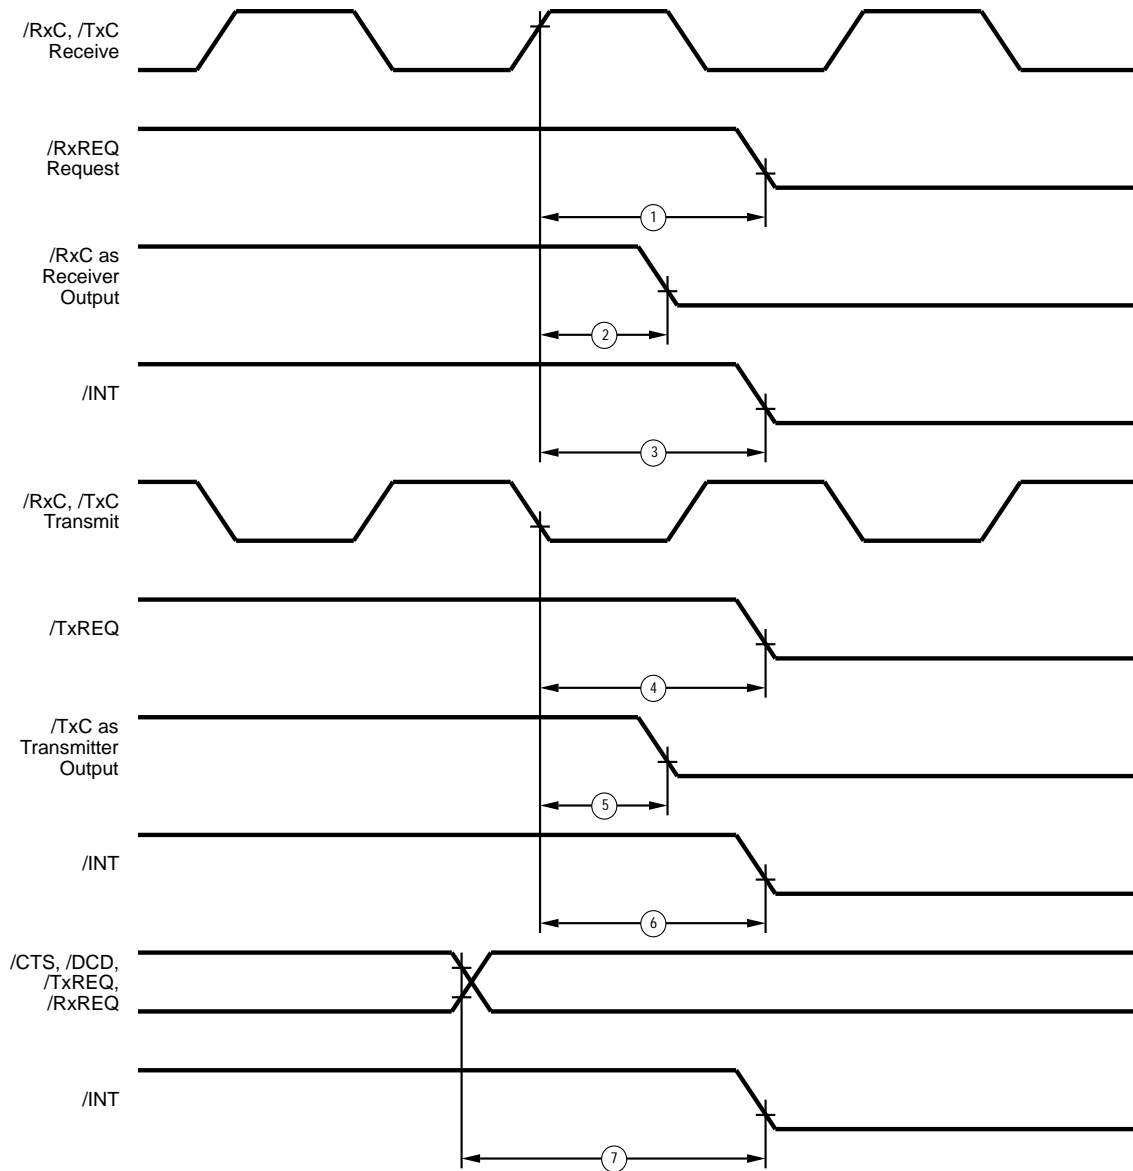 /RxC, /TxC
Receive
/RxREQ
Request
1
/RxC as
Receiver
Output
2
/INT
3
/RxC, /TxC
Transmit
/TxREQ
4
/TxC as
Transmitter
Output
5
/INT
6
/CTS, /DCD,
/TxREQ,
/RxREQ
/INT
7